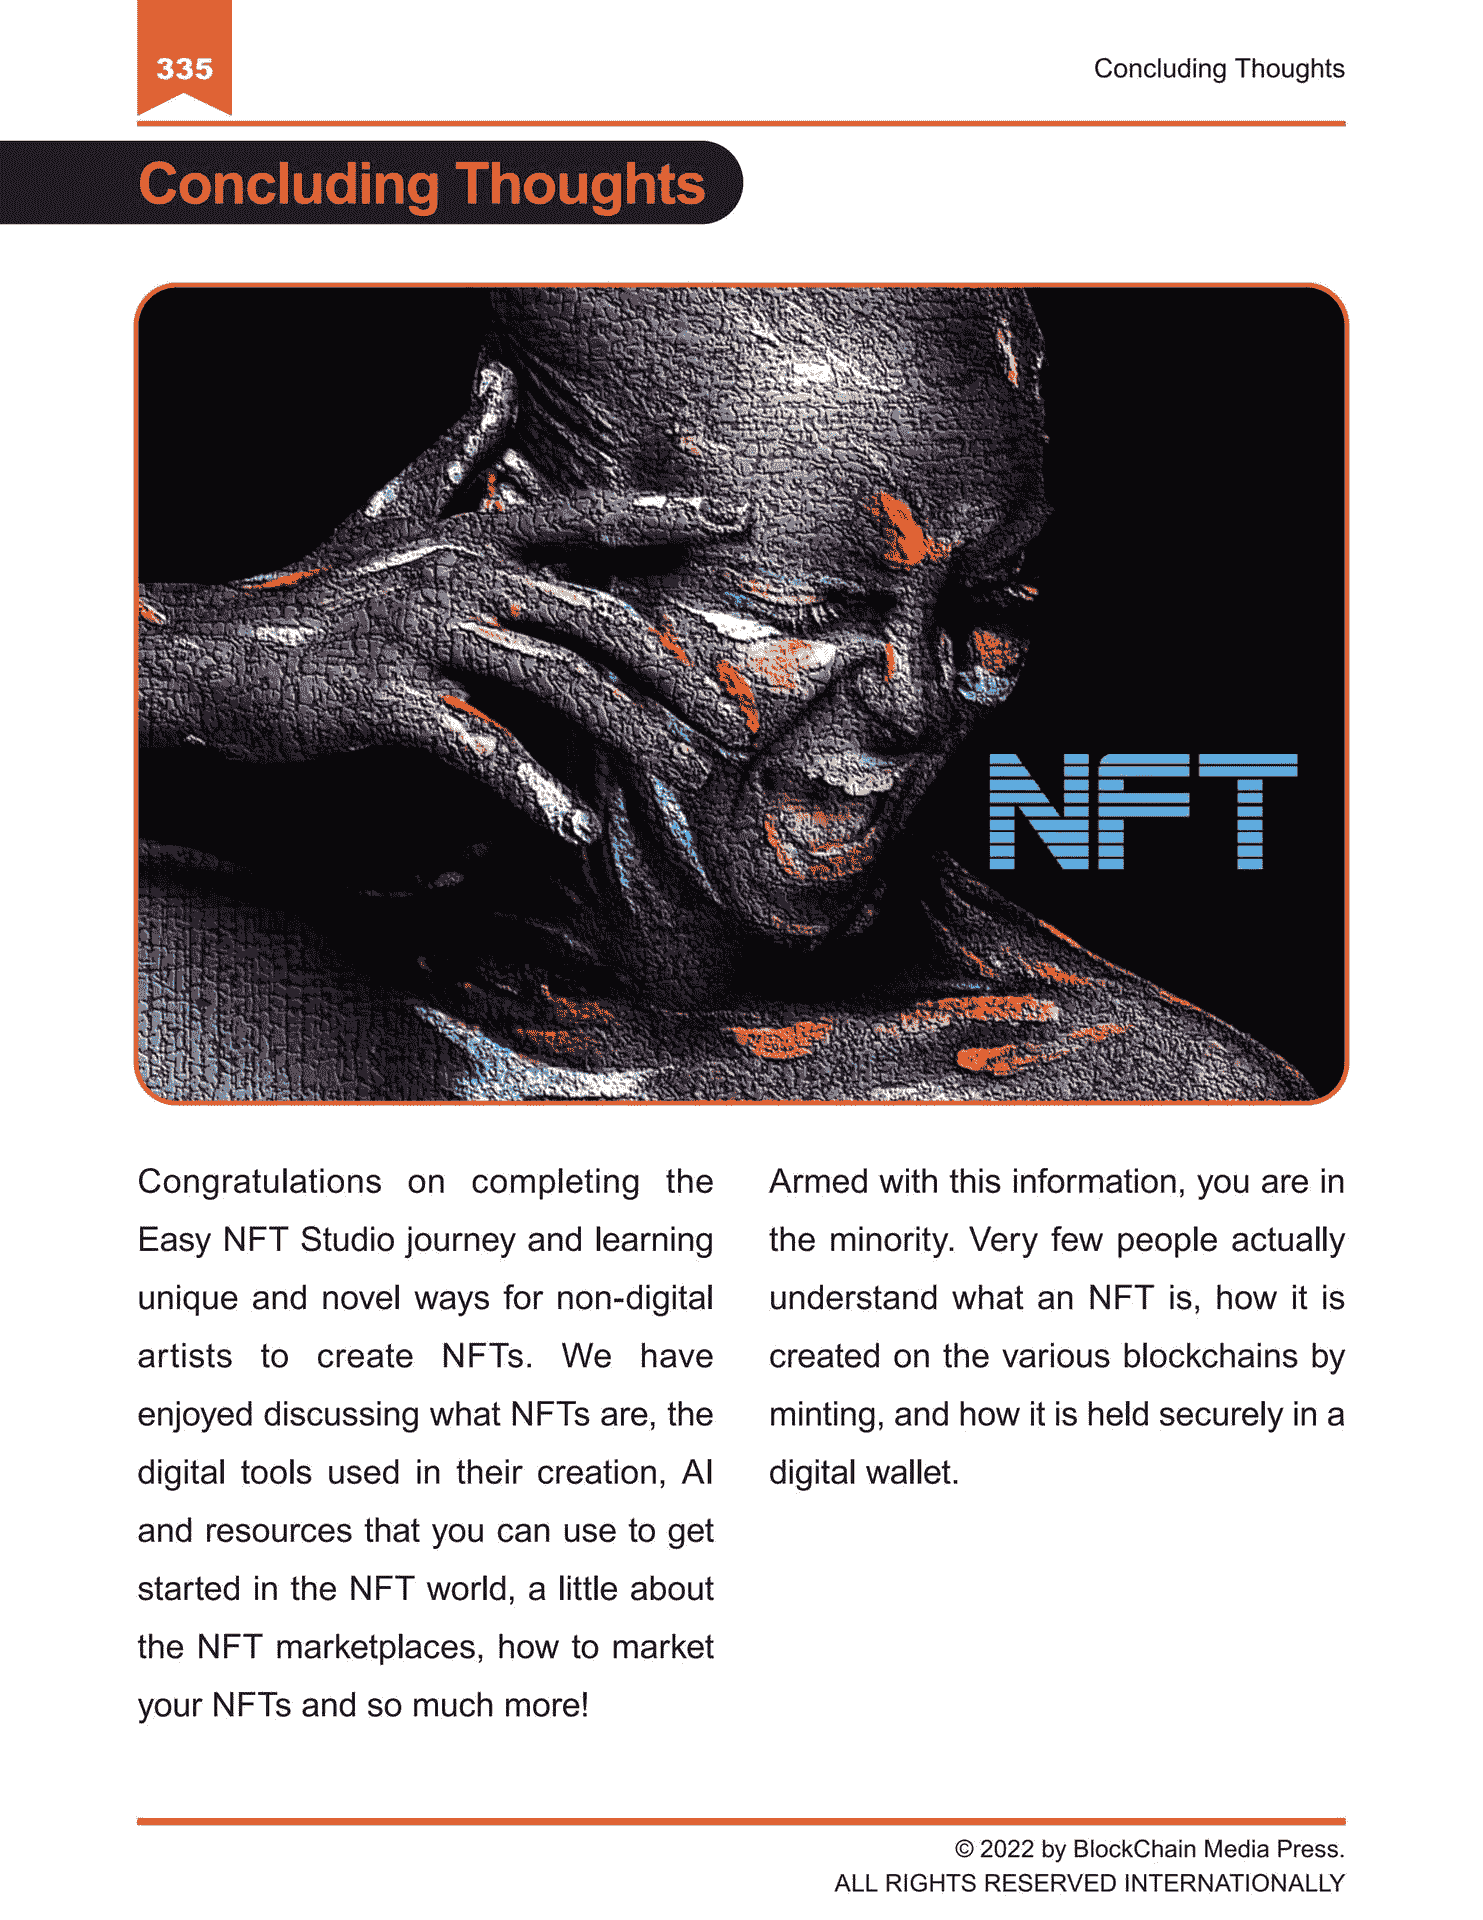 335
Concluding Thoughts
Concluding Thoughts
NFT
Congratulations on completing the
Easy NFT Studio journey and learning
unique and novel ways for non-digital
artists to create NFTs. We have
enjoyed discussing what NFTs are, the
digital tools used in their creation, AI
and resources that you can use to get
started in the NFT world, a little about
the NFT marketplaces, how to market
your NFTs and so much more!
Armed with this information, you are in
the minority. Very few people actually
understand what an NFT is, how it is
created on the various blockchains by
minting, and how it is held securely in a
digital wallet.
© 2022 by BlockChain Media Press.
ALL RIGHTS RESERVED INTERNATIONALLY